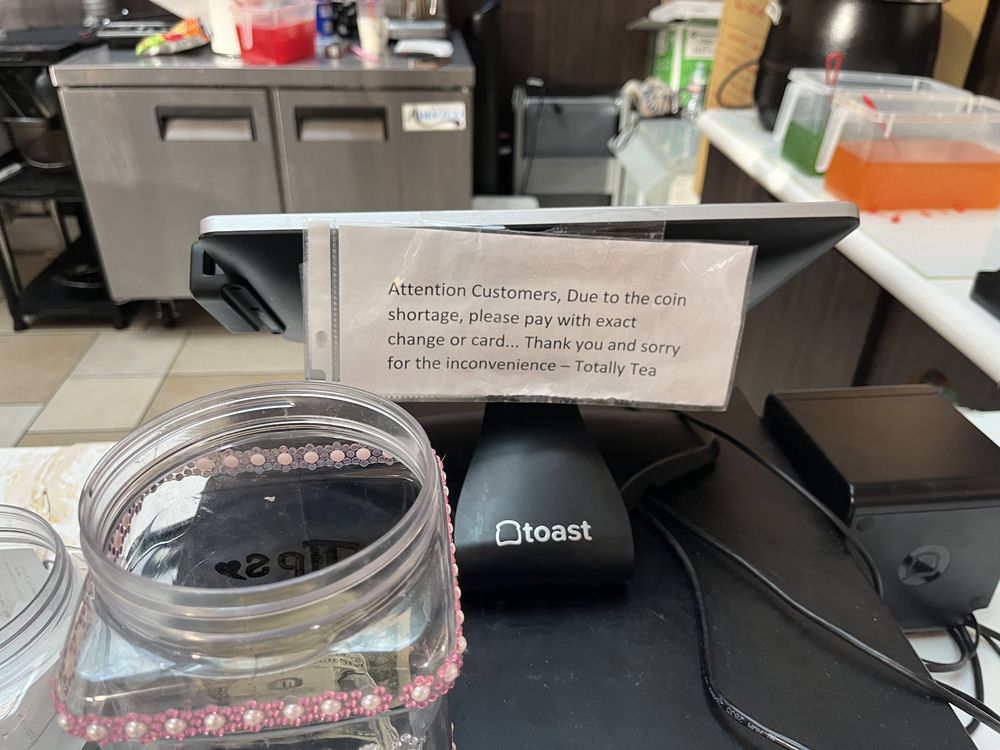 Attention Customers, Due to the coin
shortage, please pay with exact
change or card... Thank you and sorry
for the inconvenience – Totally Tea
toast
Tips